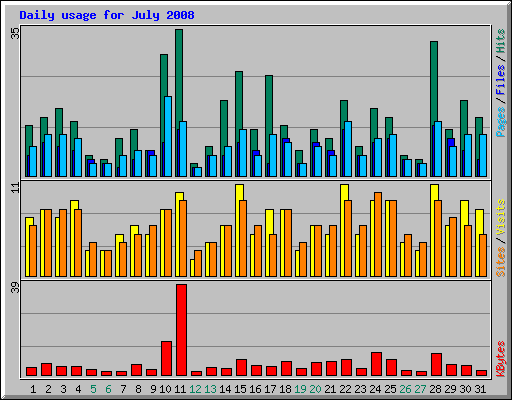 Daily usage for July 2008
35
Pages / Files / Hits
11
Sites / Visits
39
KBytes
1 2 3 4 5 6 7 8 9 10 11 12 13 14 15 16 17 18 19 20 21 22 23 24 25 26 27 28 29 30 31